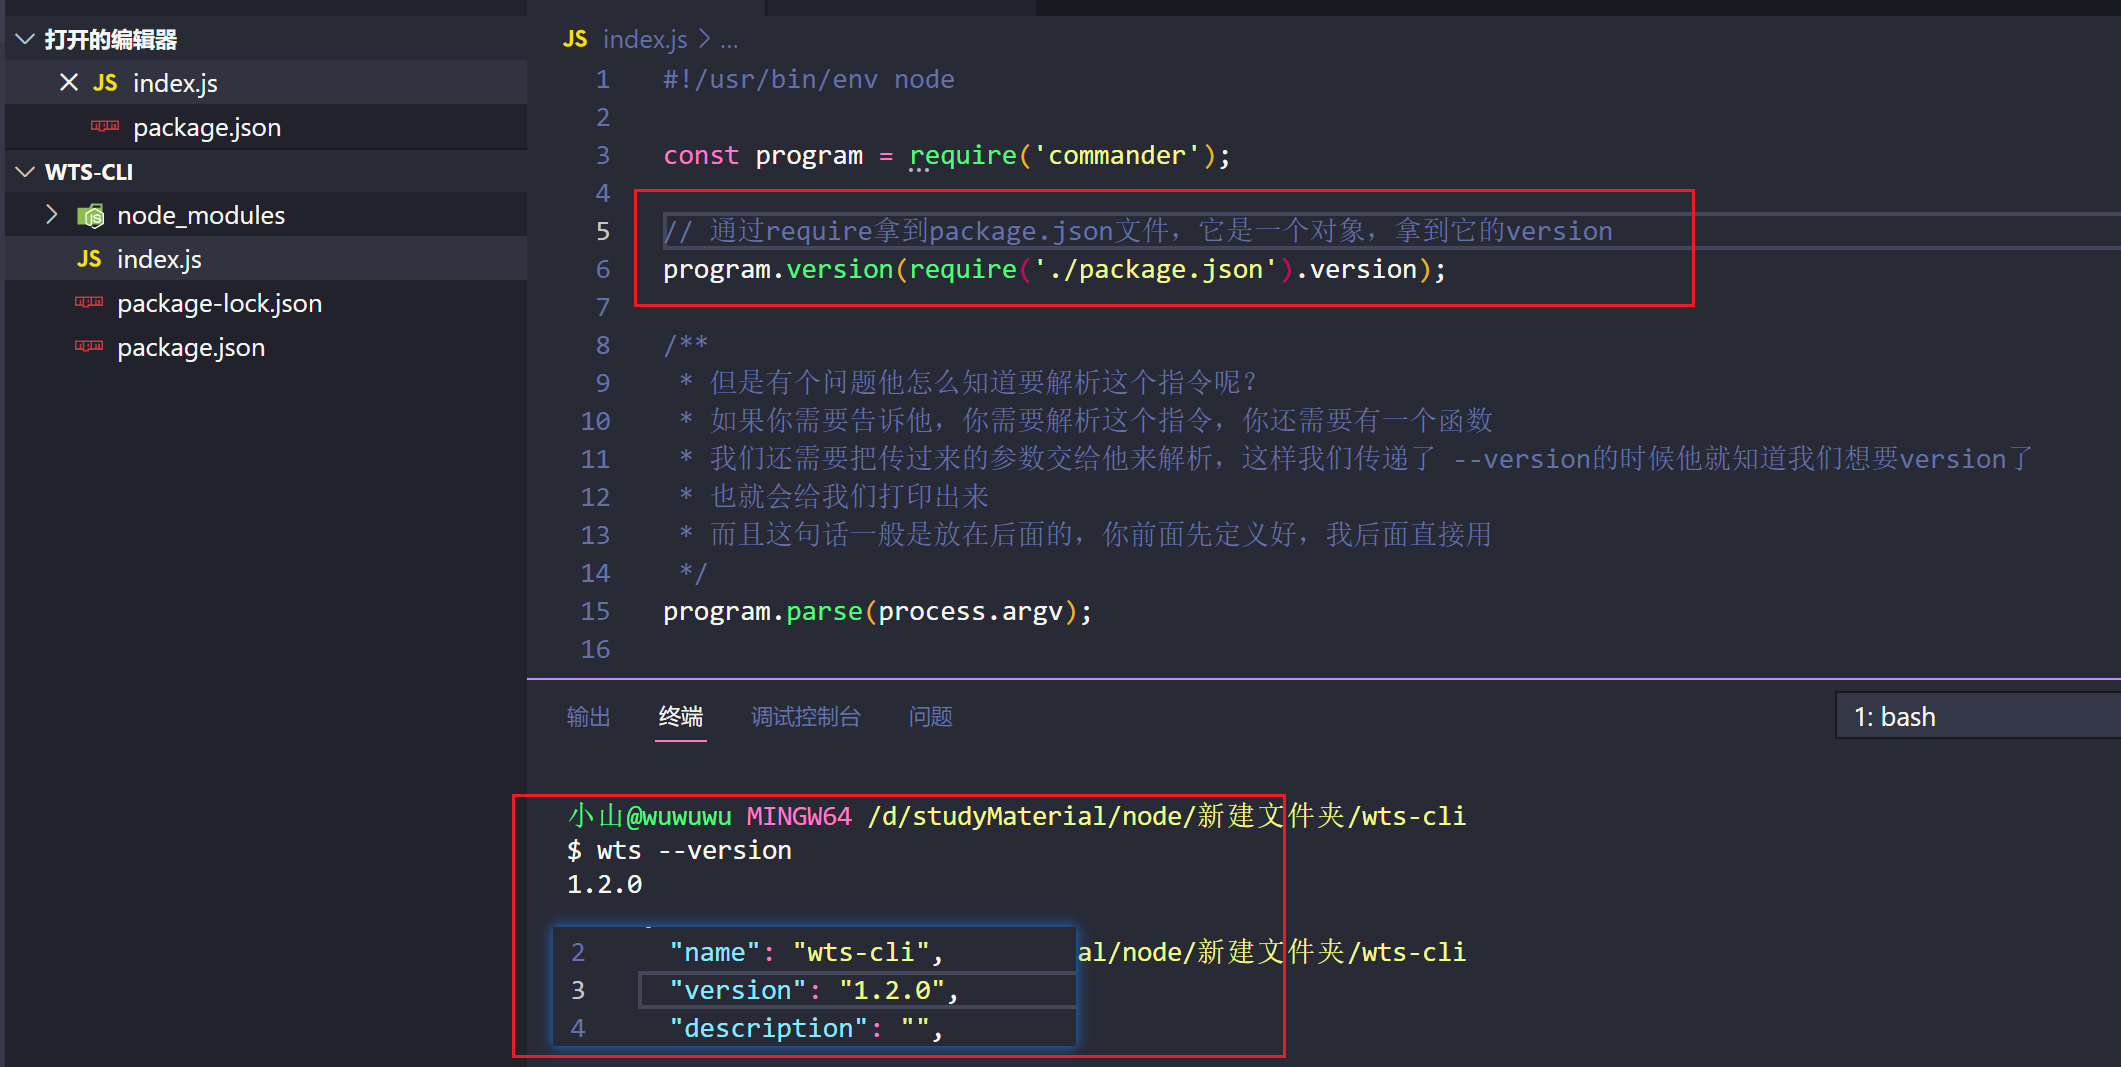 打开的编辑器
JS index.js
package.json
WTS-CLI
node_modules
JS index.js
package-lock.json
package.json
JS index.js > ...
1 #!/usr/bin/env node
2
3 const program = require('commander');
4
5 // 通过require拿到package.json文件，它是一个对象，拿到它的version
6 program.version(require('./package.json').version);
7
8 /**
9 * 但是有个问题他怎么知道要解析这个指令呢？
10 * 如果你需要告诉他，你需要解析这个指令，你还需要有一个函数
11 * 我们还需要把传过来的参数交给他来解析，这样我们传递了 --version的时候他就知道我们想要version了
12 * 也就会给我们打印出来
13 * 而且这句话一般是放在后面的，你前面先定义好，我后面直接用
14 */
15 program.parse(process.argv);
16
输出 终端 调试控制台 问题 1: bash
小山@wuwuwu MINGW64 /d/studyMaterial/node/新建文件夹/wts-cli
$ wts --version
1.2.0
2 "name": "wts-cli", al/node/新建文件夹/wts-cli
3 "version": "1.2.0",
4 "description": "",